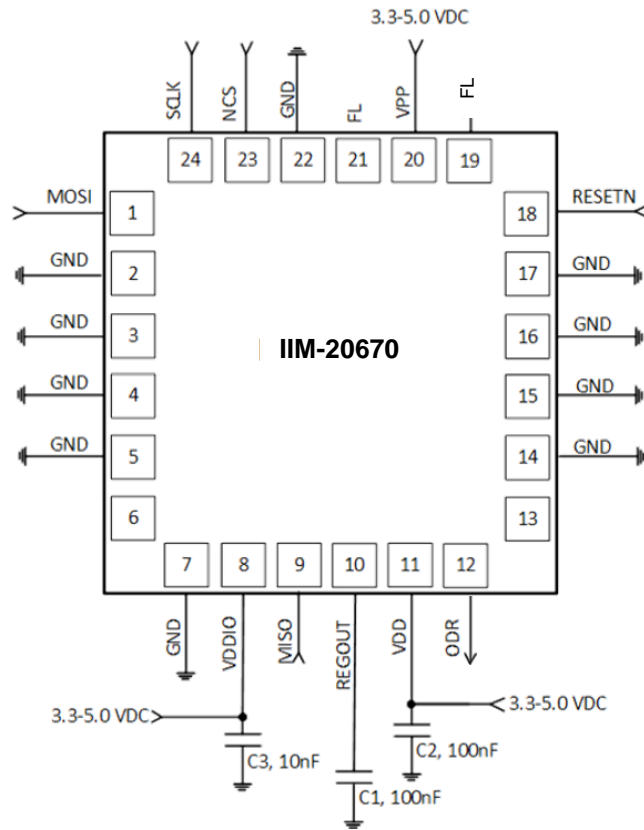 3.3-5.0 VDC
SCLK
NCS
GND
FL
VPP
FL
24
23
22
21
20
19
MOSI
1
18
RESETN
GND
2
17
GND
GND
3
16
GND
IIM-20670
GND
4
15
GND
GND
5
14
GND
6
13
7
8
9
10
11
12
GND
VDDIO
MISO
REGOUT
VDD
ODR
3.3-5.0 VDC
3.3-5.0 VDC
C3, 10nF
C2, 100nF
C1, 100nF